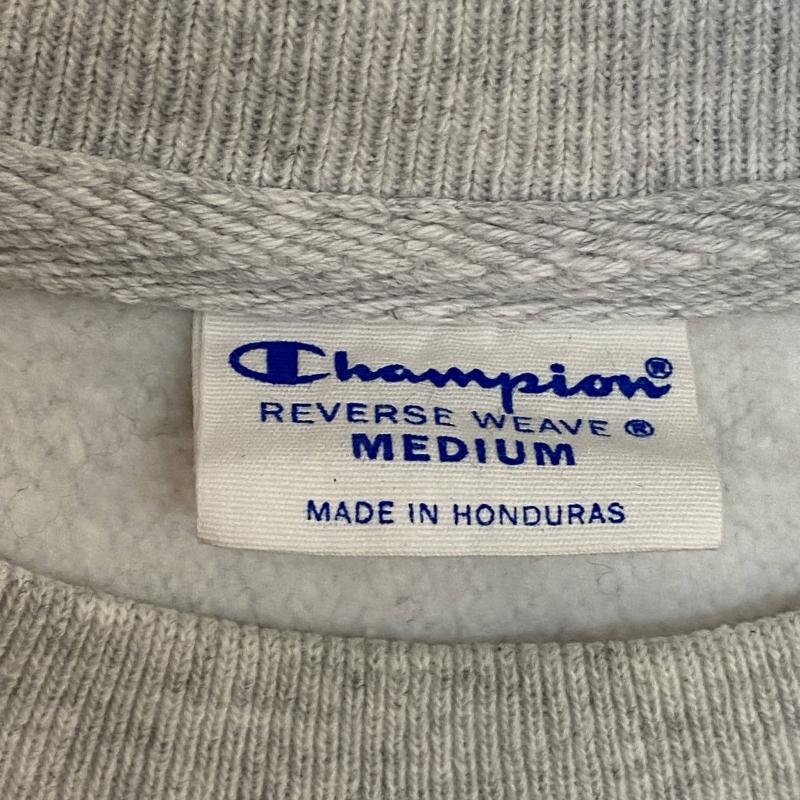 Champion®
REVERSE WEAVE ®
MEDIUM
MADE IN HONDURAS